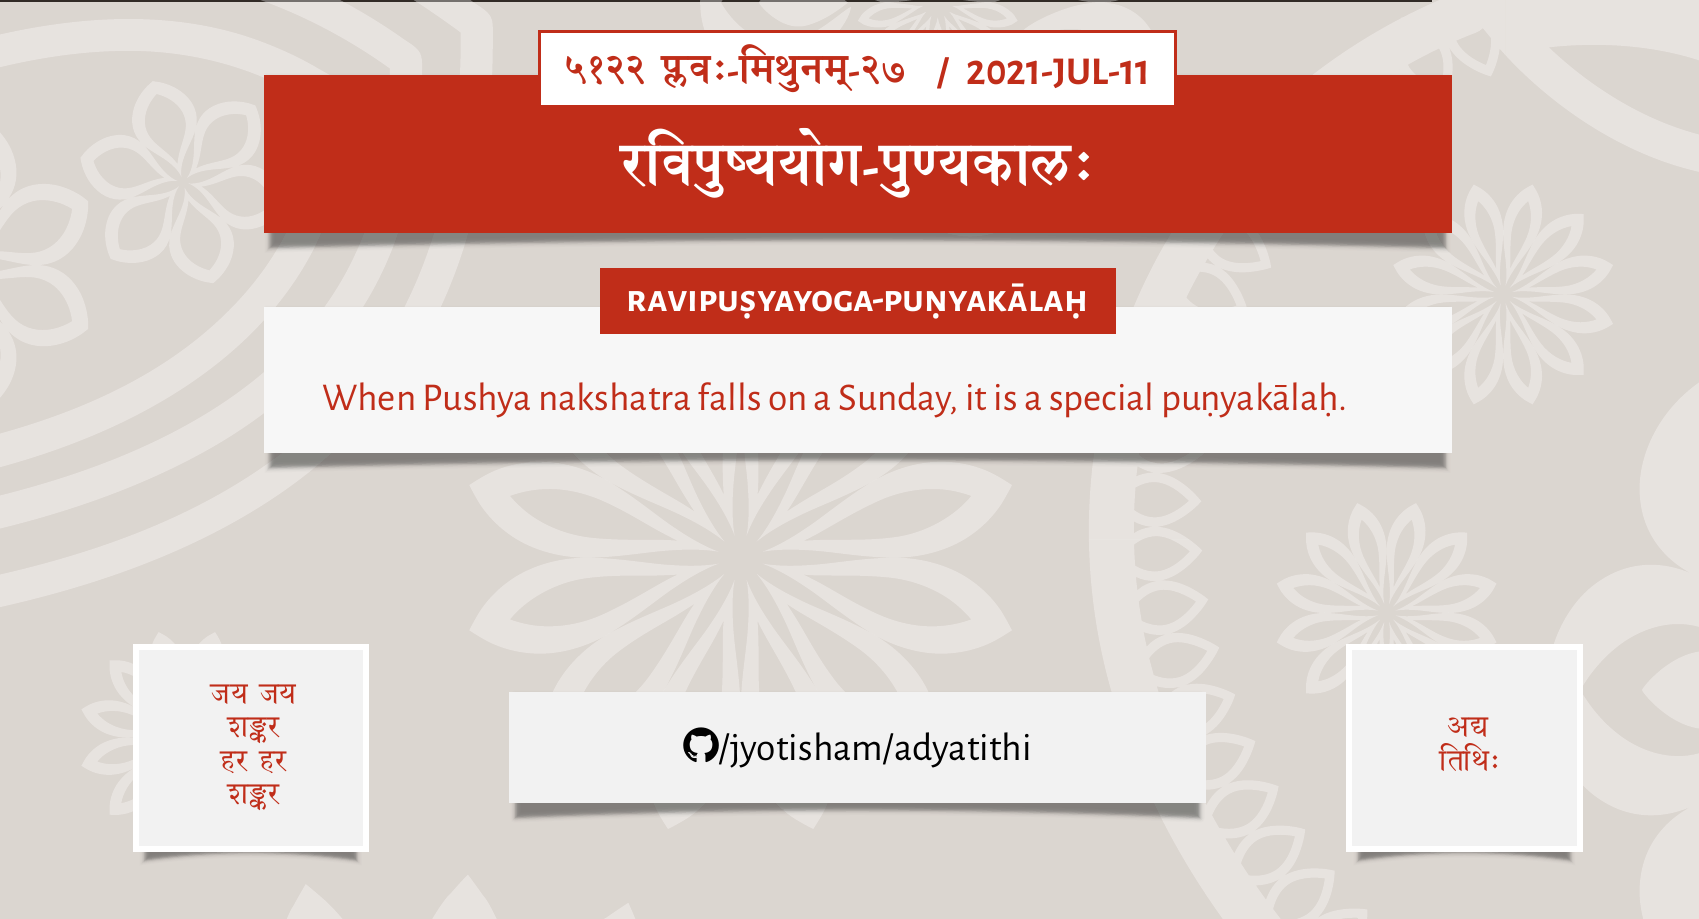 ५१२२ प्लवः-मिथुनम्-२७ / 2021-JUL-11
रविपुष्ययोग-पुण्यकालः
RAVIPUṢYAYOGA-PUṆYAKĀLAḤ
When Pushya nakshatra falls on a Sunday, it is a special puṇyakālaḥ.
जय जय
शङ्कर
हर हर
शङ्कर
/jyotisham/adyatithi
अद्य
तिथिः